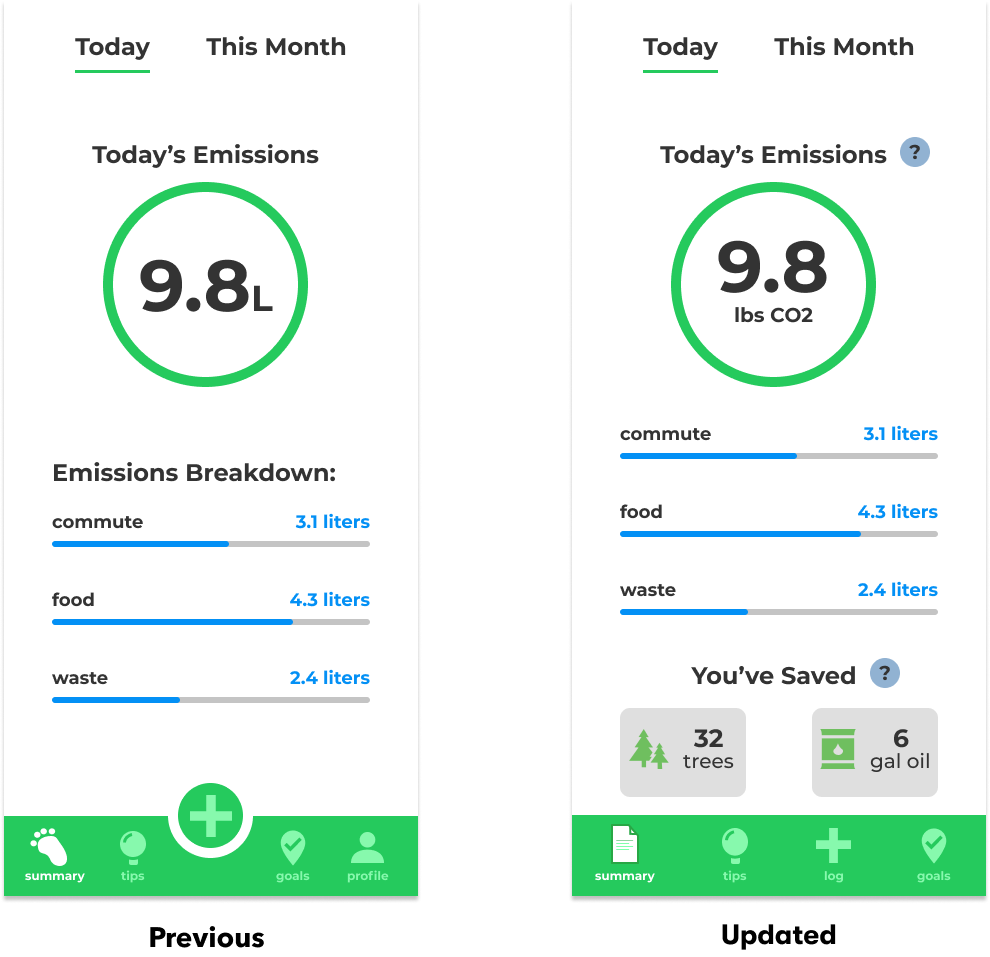 Today This Month
Today's Emissions
9.8L
Emissions Breakdown:
commute 3.1 liters
food 4.3 liters
waste 2.4 liters
summary tips goals profile
Previous
Today This Month
Today's Emissions ?
9.8
lbs CO2
commute 3.1 liters
food 4.3 liters
waste 2.4 liters
You've Saved ?
32
trees
6
gal oil
summary tips log goals
Updated